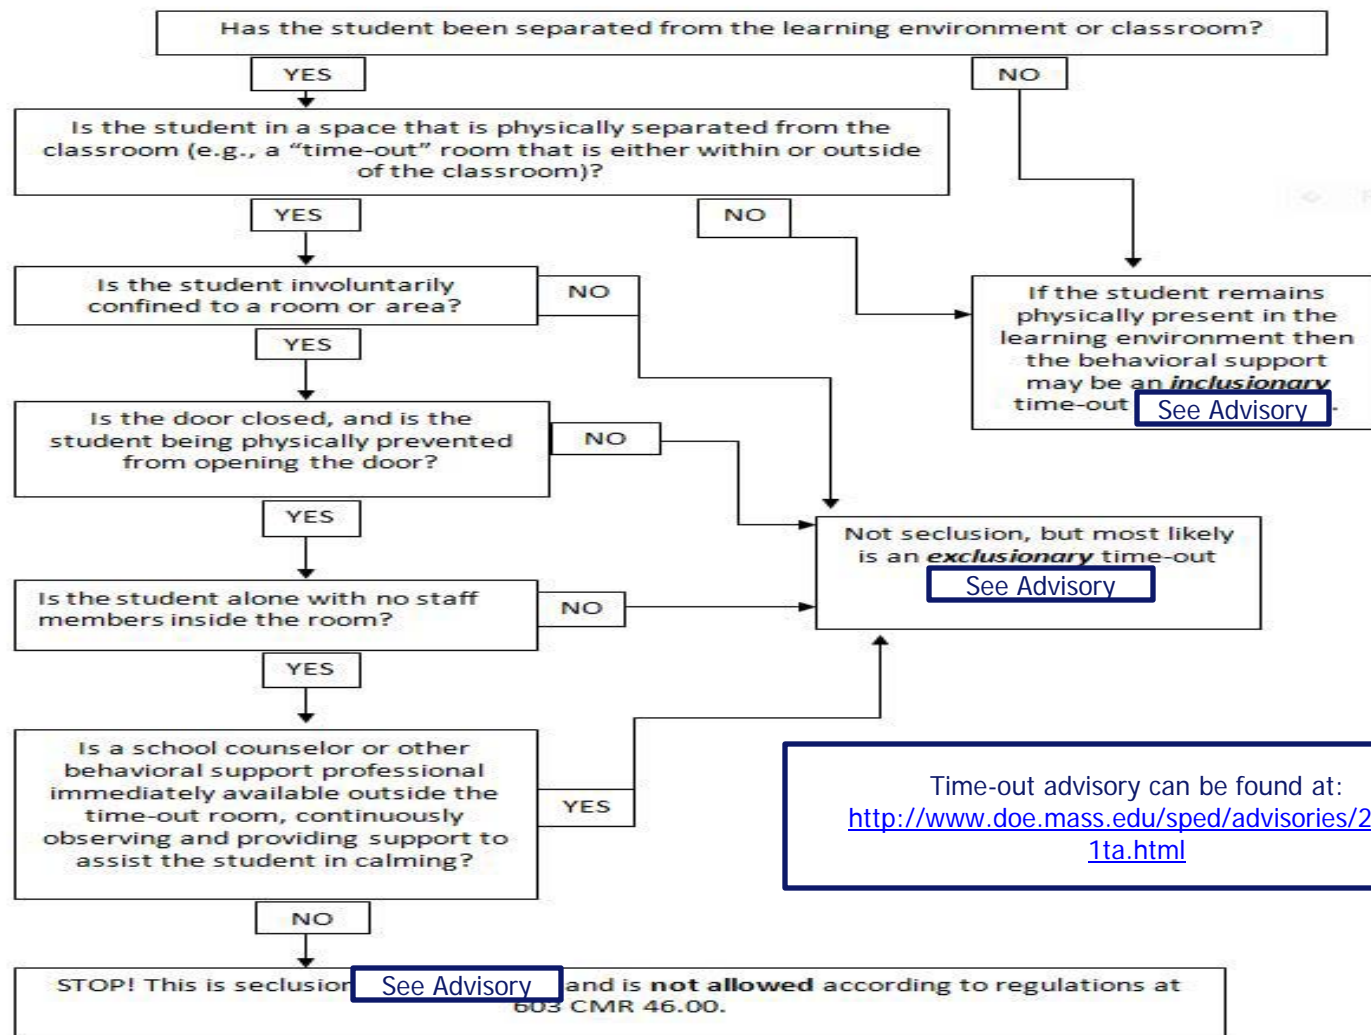 Has the student been separated from the learning environment or classroom?
YES
NO
Is the student in a space that is physically separated from the
classroom (e.g., a “time-out” room that is either within or outside
of the classroom)?
YES
NO
Is the student involuntarily
confined to a room or area?
NO
If the student remains
physically present in the
learning environment then
the behavioral support
may be an inclusionary
time-out See Advisory .
YES
Is the door closed, and is the
student being physically prevented
from opening the door?
NO
YES
Not seclusion, but most likely
is an exclusionary time-out
See Advisory
Is the student alone with no staff
members inside the room?
NO
YES
Is a school counselor or other
behavioral support professional
immediately available outside the
time-out room, continuously
observing and providing support to
assist the student in calming?
YES
Time-out advisory can be found at:
http://www.doe.mass.edu/sped/advisories/2
1ta.html
NO
STOP! This is seclusion See Advisory and is not allowed according to regulations at
603 CMR 46.00.